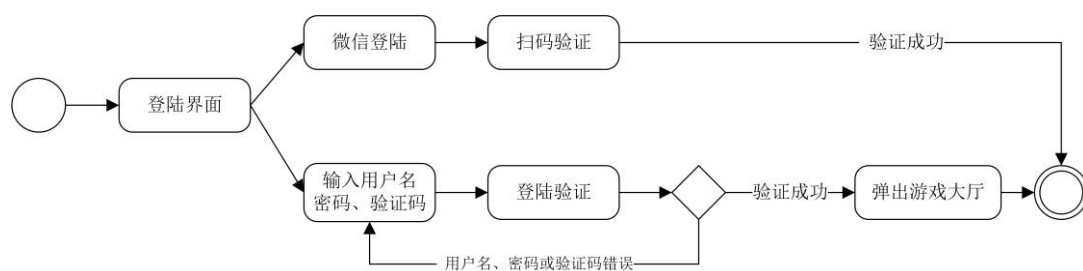 微信登陆
扫码验证
验证成功
登陆界面
输入用户名
密码、验证码
登陆验证
验证成功
弹出游戏大厅
用户名、密码或验证码错误